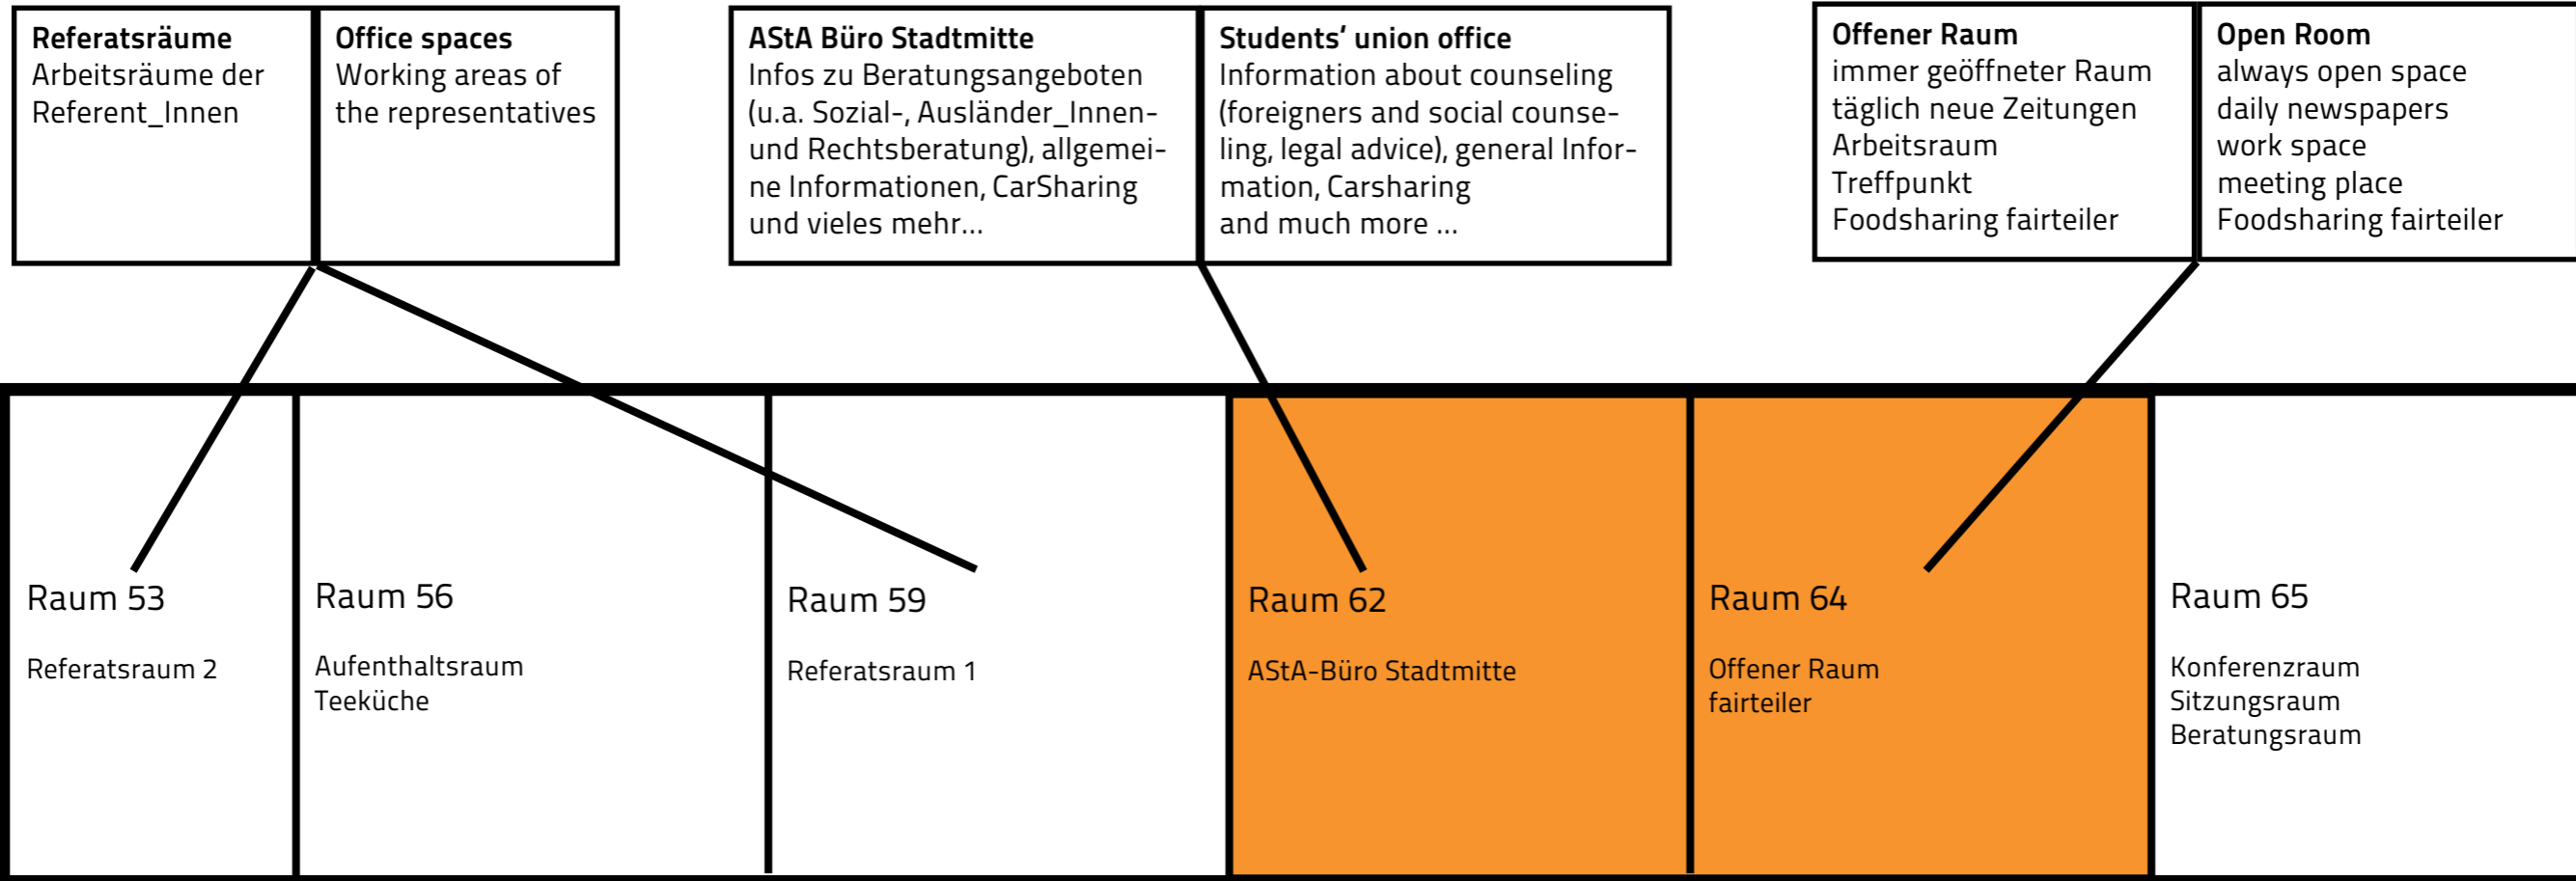 Referatsräume
Arbeitsräume der
Referent_Innen
Office spaces
Working areas of
the representatives
AStA Büro Stadtmitte
Infos zu Beratungsangeboten
(u.a. Sozial-, Ausländer_Innen-
und Rechtsberatung), allgemei-
ne Informationen, CarSharing
und vieles mehr...
Students‘ union office
Information about counseling
(foreigners and social counse-
ling, legal advice), general Infor-
mation, Carsharing
and much more ...
Offener Raum
immer geöffneter Raum
täglich neue Zeitungen
Arbeitsraum
Treffpunkt
Foodsharing fairteiler
Open Room
always open space
daily newspapers
work space
meeting place
Foodsharing fairteiler
Raum 53
Referatsraum 2
Raum 56
Aufenthaltsraum
Teeküche
Raum 59
Referatsraum 1
Raum 62
AStA-Büro Stadtmitte
Raum 64
Offener Raum
fairteiler
Raum 65
Konferenzraum
Sitzungsraum
Beratungsraum